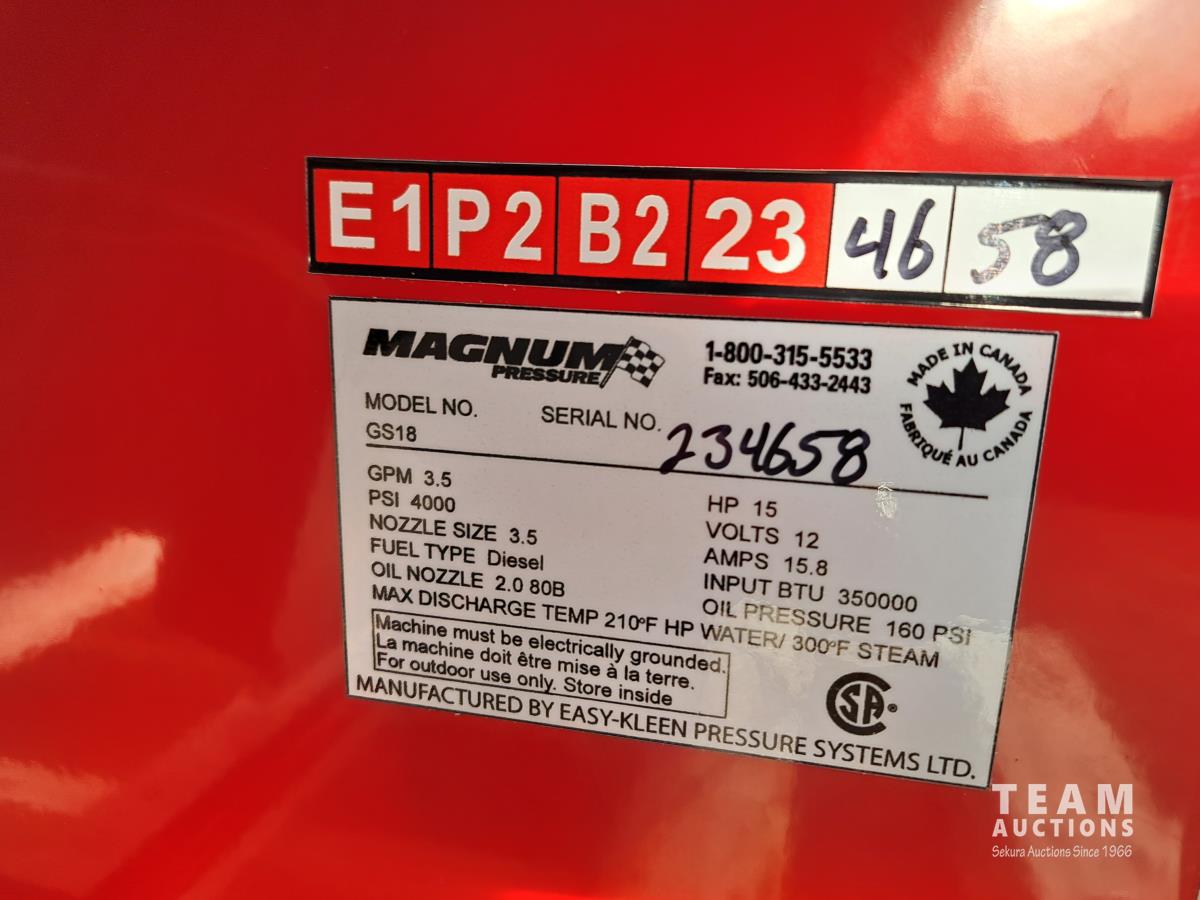 E1 P2 B2 23 46 58
MAGNUM
PRESSURE
1-800-315-5533
Fax: 506-433-2443
MADE IN CANADA
FABRIQUÉ AU CANADA
MODEL NO. SERIAL NO. 234658
GS18
GPM 3.5
PSI 4000
NOZZLE SIZE 3.5
FUEL TYPE Diesel
OIL NOZZLE 2.0 80B
HP 15
VOLTS 12
AMPS 15.8
INPUT BTU 350000
OIL PRESSURE 160 PSI
MAX DISCHARGE TEMP 210°F HP WATER/ 300°F STEAM
Machine must be electrically grounded.
La machine doit être mise à la terre.
For outdoor use only. Store inside
CSA®
MANUFACTURED BY EASY-KLEEN PRESSURE SYSTEMS LTD.
TEAM
AUCTIONS
Sekura Auctions Since 1966